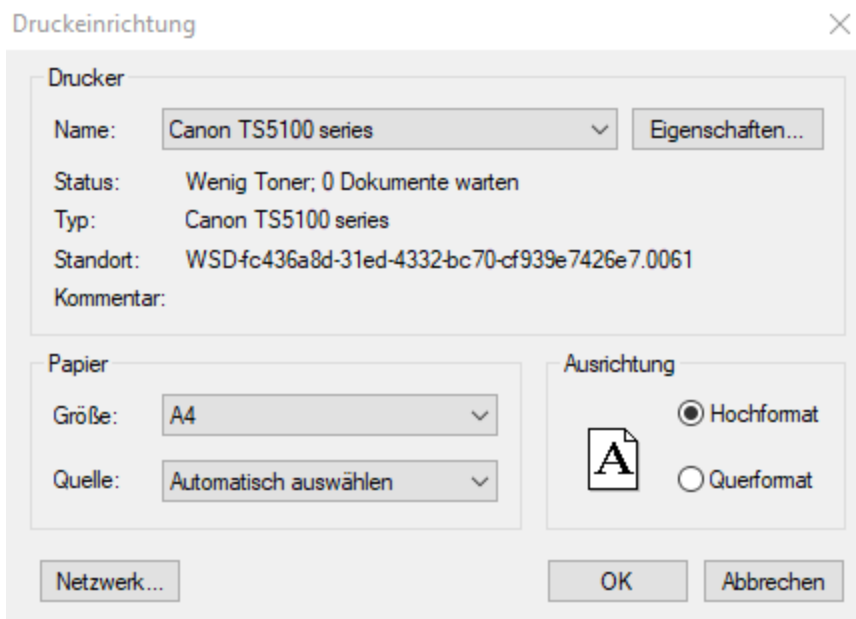 Druckeinrichtung
Drucker
Name: Canon TS5100 series Eigenschaften...
Status: Wenig Toner; 0 Dokumente warten
Typ: Canon TS5100 series
Standort: WSD-fc436a8d-31ed-4332-bc70-cf939e7426e7.0061
Kommentar:
Papier
Größe: A4
Quelle: Automatisch auswählen
Ausrichtung
A
Hochformat
Querformat
Netzwerk... OK Abbrechen